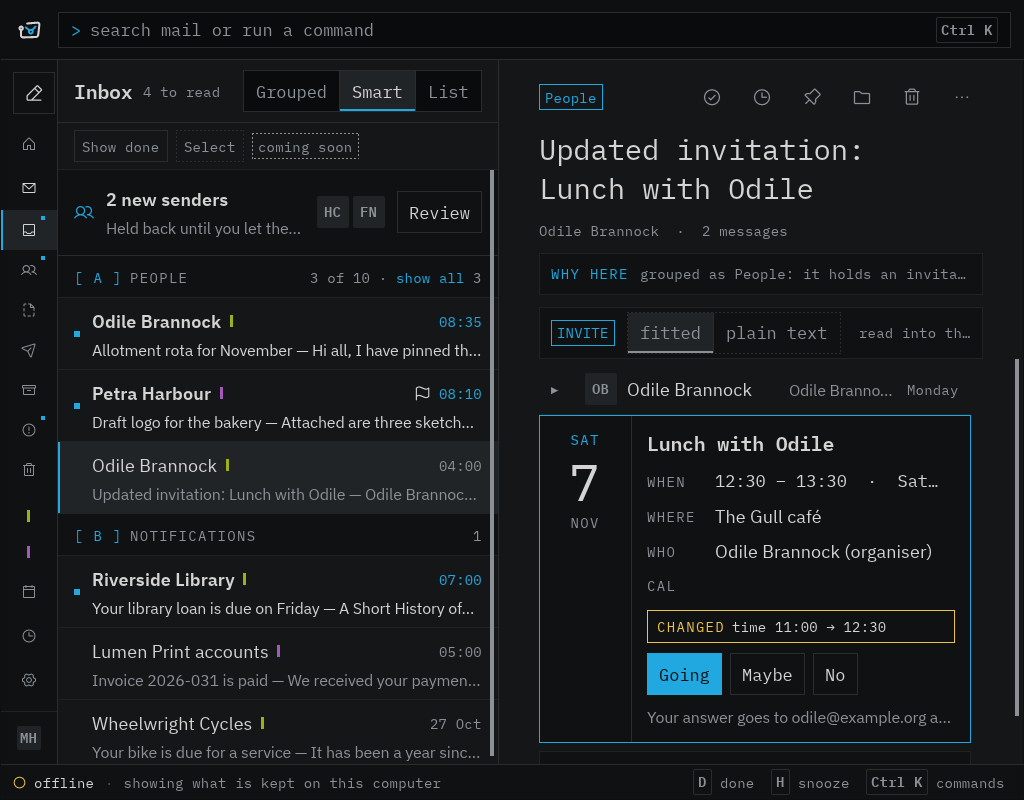 > search mail or run a command Ctrl K
Inbox 4 to read Grouped Smart List
Show done Select coming soon
2 new senders
Held back until you let the...
HC FN Review
[ A ] PEOPLE 3 of 10 · show all 3
Odile Brannock 08:35
Allotment rota for November — Hi all, I have pinned th...
Petra Harbour 08:10
Draft logo for the bakery — Attached are three sketch...
Odile Brannock 04:00
Updated invitation: Lunch with Odile — Odile Brannoc...
[ B ] NOTIFICATIONS 1
Riverside Library 07:00
Your library loan is due on Friday — A Short History of...
Lumen Print accounts 05:00
Invoice 2026-031 is paid — We received your paymen...
Wheelwright Cycles 27 Oct
Your bike is due for a service — It has been a year sinc...
MH
People ...
Updated invitation:
Lunch with Odile
Odile Brannock · 2 messages
WHY HERE grouped as People: it holds an invita…
INVITE fitted plain text read into th…
▸ OB Odile Brannock Odile Branno... Monday
SAT
7
NOV
Lunch with Odile
WHEN 12:30 – 13:30 · Sat…
WHERE The Gull café
WHO Odile Brannock (organiser)
CAL
CHANGED time 11:00 → 12:30
Going Maybe No
Your answer goes to odile@example.org a...
offline · showing what is kept on this computer
D done H snooze Ctrl K commands